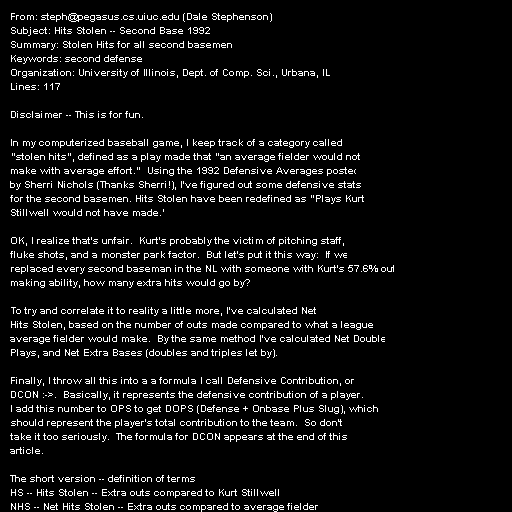 From: steph@pegasus.cs.uiuc.edu (Dale Stephenson)
Subject: Hits Stolen -- Second Base 1992
Summary: Stolen Hits for all second basemen
Keywords: second defense
Organization: University of Illinois, Dept. of Comp. Sci., Urbana, IL
Lines: 117

Disclaimer -- This is for fun.

In my computerized baseball game, I keep track of a category called
"stolen hits", defined as a play made that "an average fielder would not
make with average effort."  Using the 1992 Defensive Averages posted
by Sherri Nichols (Thanks Sherri!), I've figured out some defensive stats
for the second basemen. Hits Stolen have been redefined as "Plays Kurt
Stillwell would not have made."

OK, I realize that's unfair.  Kurt's probably the victim of pitching staff,
fluke shots, and a monster park factor.  But let's put it this way:  If we
replaced every second baseman in the NL with someone with Kurt's 57.6% out
making ability, how many extra hits would go by?

To try and correlate it to reality a little more, I've calculated Net
Hits Stolen, based on the number of outs made compared to what a league
average fielder would make.  By the same method I've calculated Net Double
Plays, and Net Extra Bases (doubles and triples let by).

Finally, I throw all this into a a formula I call Defensive Contribution, or
DCON :->.  Basically, it represents the defensive contribution of a player.
I add this number to OPS to get DOPS (Defense + Onbase Plus Slug), which
should represent the player's total contribution to the team.  So don't
take it too seriously.  The formula for DCON appears at the end of this
article.

The short version -- definition of terms
HS -- Hits Stolen -- Extra outs compared to Kurt Stillwell
NHS -- Net Hits Stolen -- Extra outs compared to average fielder